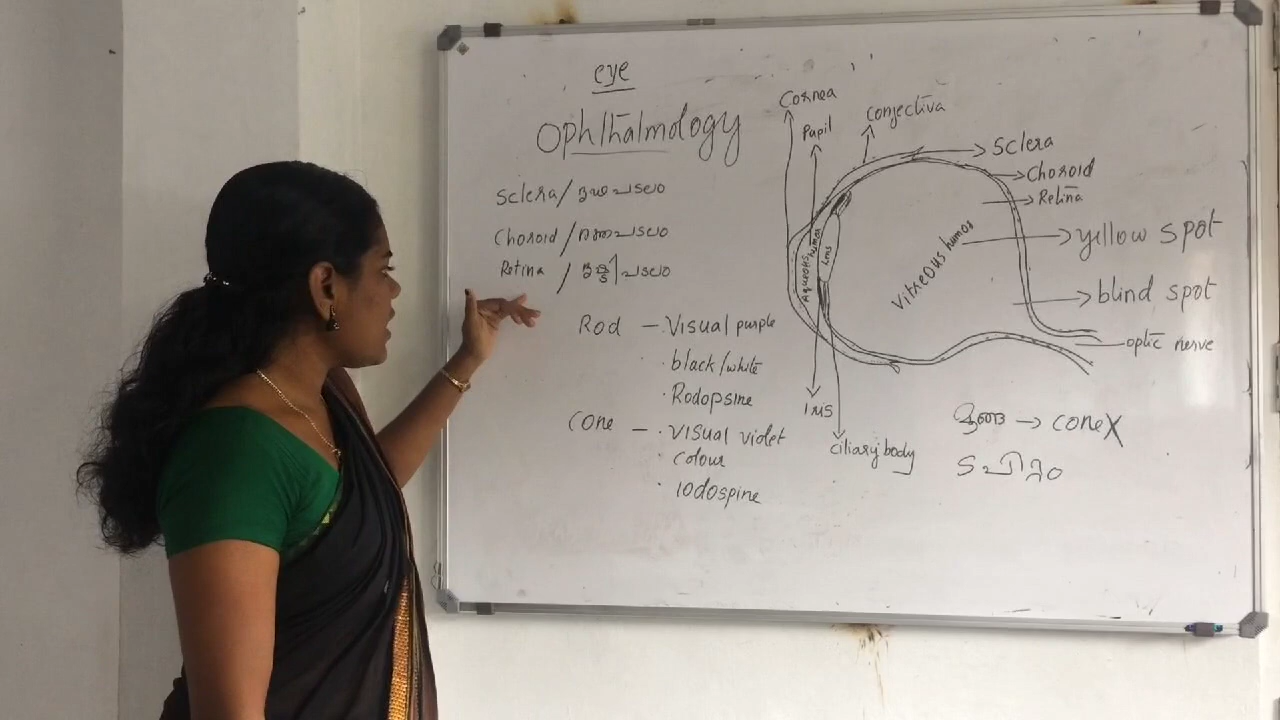 eye
Ophthalmology
Sclera / ദൃഢപടലം
Choroid / രക്തപടലം
Retina / ദൃഷ്ടിപടലം
Rod – Visual purple
· black/white
· Rodopsine
Cone – · Visual violet
· Colour
· Iodospine
Cornea
Pupil
Conjectiva
Sclera
Choroid
Retina
yellow spot
blind spot
optic nerve
Aqueous humor
lens
Vitreous humor
Iris
ciliary body
മൂങ്ങ → cone X